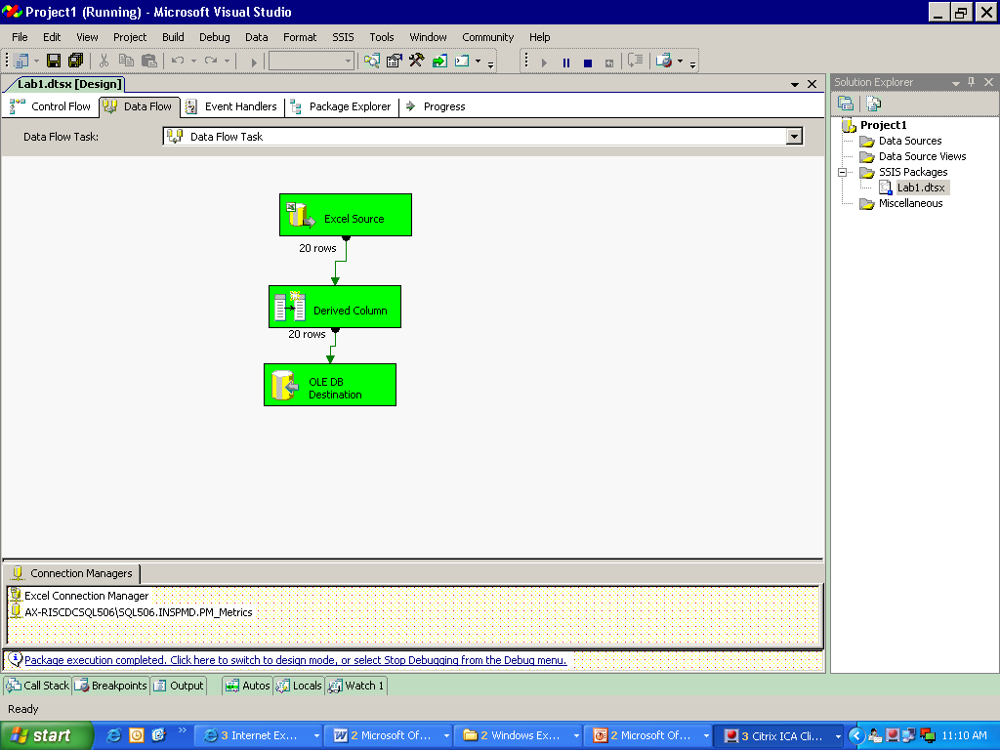 Project1 (Running) - Microsoft Visual Studio
File Edit View Project Build Debug Data Format SSIS Tools Window Community Help
Lab1.dtsx [Design]
Control Flow Data Flow Event Handlers Package Explorer Progress
Data Flow Task: Data Flow Task
Excel Source
20 rows
Derived Column
20 rows
OLE DB
Destination
Connection Managers
Excel Connection Manager
AX-RISCDCSQL506\SQL506.INSPMD.PM_Metrics
Package execution completed. Click here to switch to design mode, or select Stop Debugging from the Debug menu.
Solution Explorer
Project1
Data Sources
Data Source Views
SSIS Packages
Lab1.dtsx
Miscellaneous
Call Stack Breakpoints Output Autos Locals Watch 1
Ready
start 3 Internet Ex... 2 Microsoft Of... 2 Windows Ex... 2 Microsoft Of... 3 Citrix ICA Cli... 11:10 AM